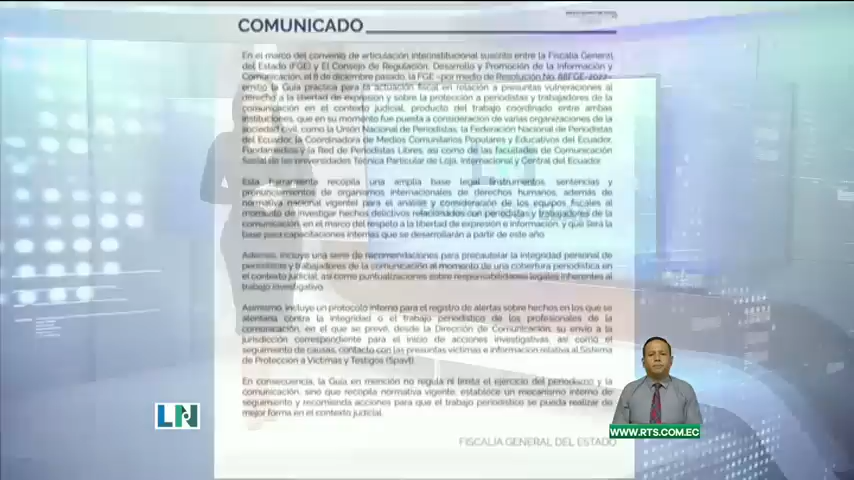 COMUNICADO
En el marco del convenio de articulación interinstitucional suscrito entre la Fiscalía General
del Estado (FGE) y El Consejo de Regulación, Desarrollo y Promoción de la Información y
Comunicación, el 8 de diciembre pasado, la FGE -por medio de Resolución No. 88FGE-2022-
emitió la Guía práctica para la actuación fiscal en relación a presuntas vulneraciones al
derecho a la libertad de expresión y sobre la protección a periodistas y trabajadores de la
comunicación en el contexto judicial, producto del trabajo coordinado entre ambas
instituciones, que en su momento fue puesta a consideración de varias organizaciones de la
sociedad civil, como la Unión Nacional de Periodistas, la Federación Nacional de Periodistas
del Ecuador, la Coordinadora de Medios Comunitarios Populares y Educativos del Ecuador,
Fundamedios y la Red de Periodistas Libres, así como de las facultades de Comunicación
Social de las universidades Técnica Particular de Loja, Internacional y Central del Ecuador.
Esta herramienta recopila una amplia base legal (instrumentos, sentencias y
pronunciamientos de organismos internacionales de derechos humanos, además de
normativa nacional vigente) para el análisis y consideración de los equipos fiscales al
momento de investigar hechos delictivos relacionados con periodistas y trabajadores de la
comunicación, en el marco del respeto a la libertad de expresión e información, y que será la
base para capacitaciones internas que se desarrollarán a partir de este año.
Además, incluye una serie de recomendaciones para precautelar la integridad personal de
periodistas y trabajadores de la comunicación al momento de una cobertura periodística en
el contexto judicial, así como puntualizaciones sobre responsabilidades legales inherentes al
trabajo investigativo.
Asimismo, incluye un protocolo interno para el registro de alertas sobre hechos en los que se
atentaría contra la integridad o el trabajo periodístico de los profesionales de la
comunicación, en el que se prevé, desde la Dirección de Comunicación, su envío a la
jurisdicción correspondiente para el inicio de acciones investigativas, así como el
seguimiento de causas, contacto con las presuntas víctimas e información relativa al Sistema
de Protección a Víctimas y Testigos (Spavt).
En consecuencia, la Guía en mención no regula ni limita el ejercicio del periodismo y la
comunicación, sino que recopila normativa vigente, establece un mecanismo interno de
seguimiento y recomienda acciones para que el trabajo periodístico se pueda realizar de
mejor forma en el contexto judicial.
FISCALÍA GENERAL DEL ESTADO
LN
WWW.RTS.COM.EC